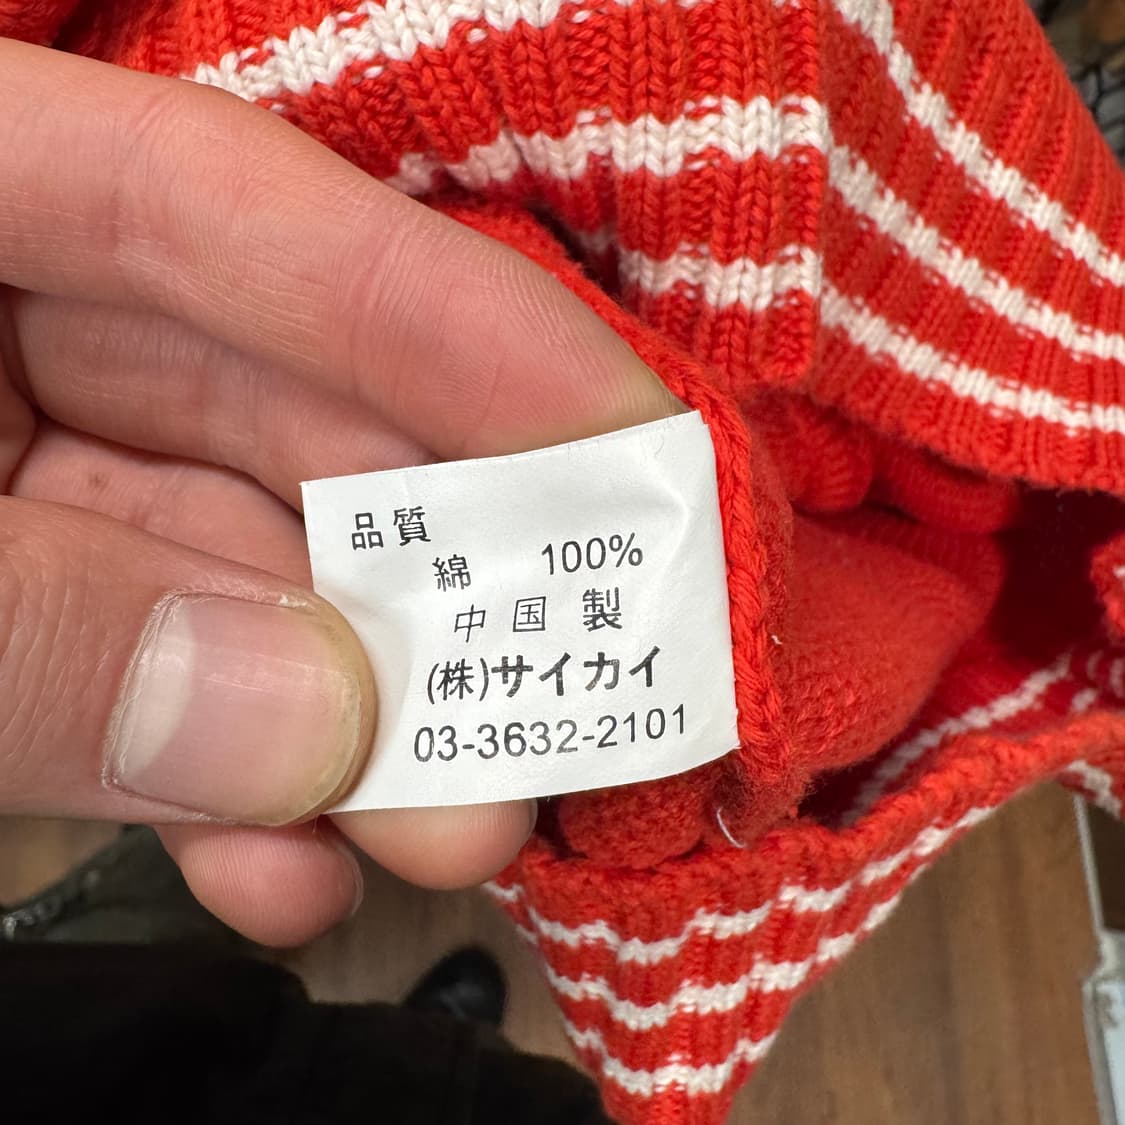 品質
綿 100%
中国製
(株)サイカイ
03-3632-2101